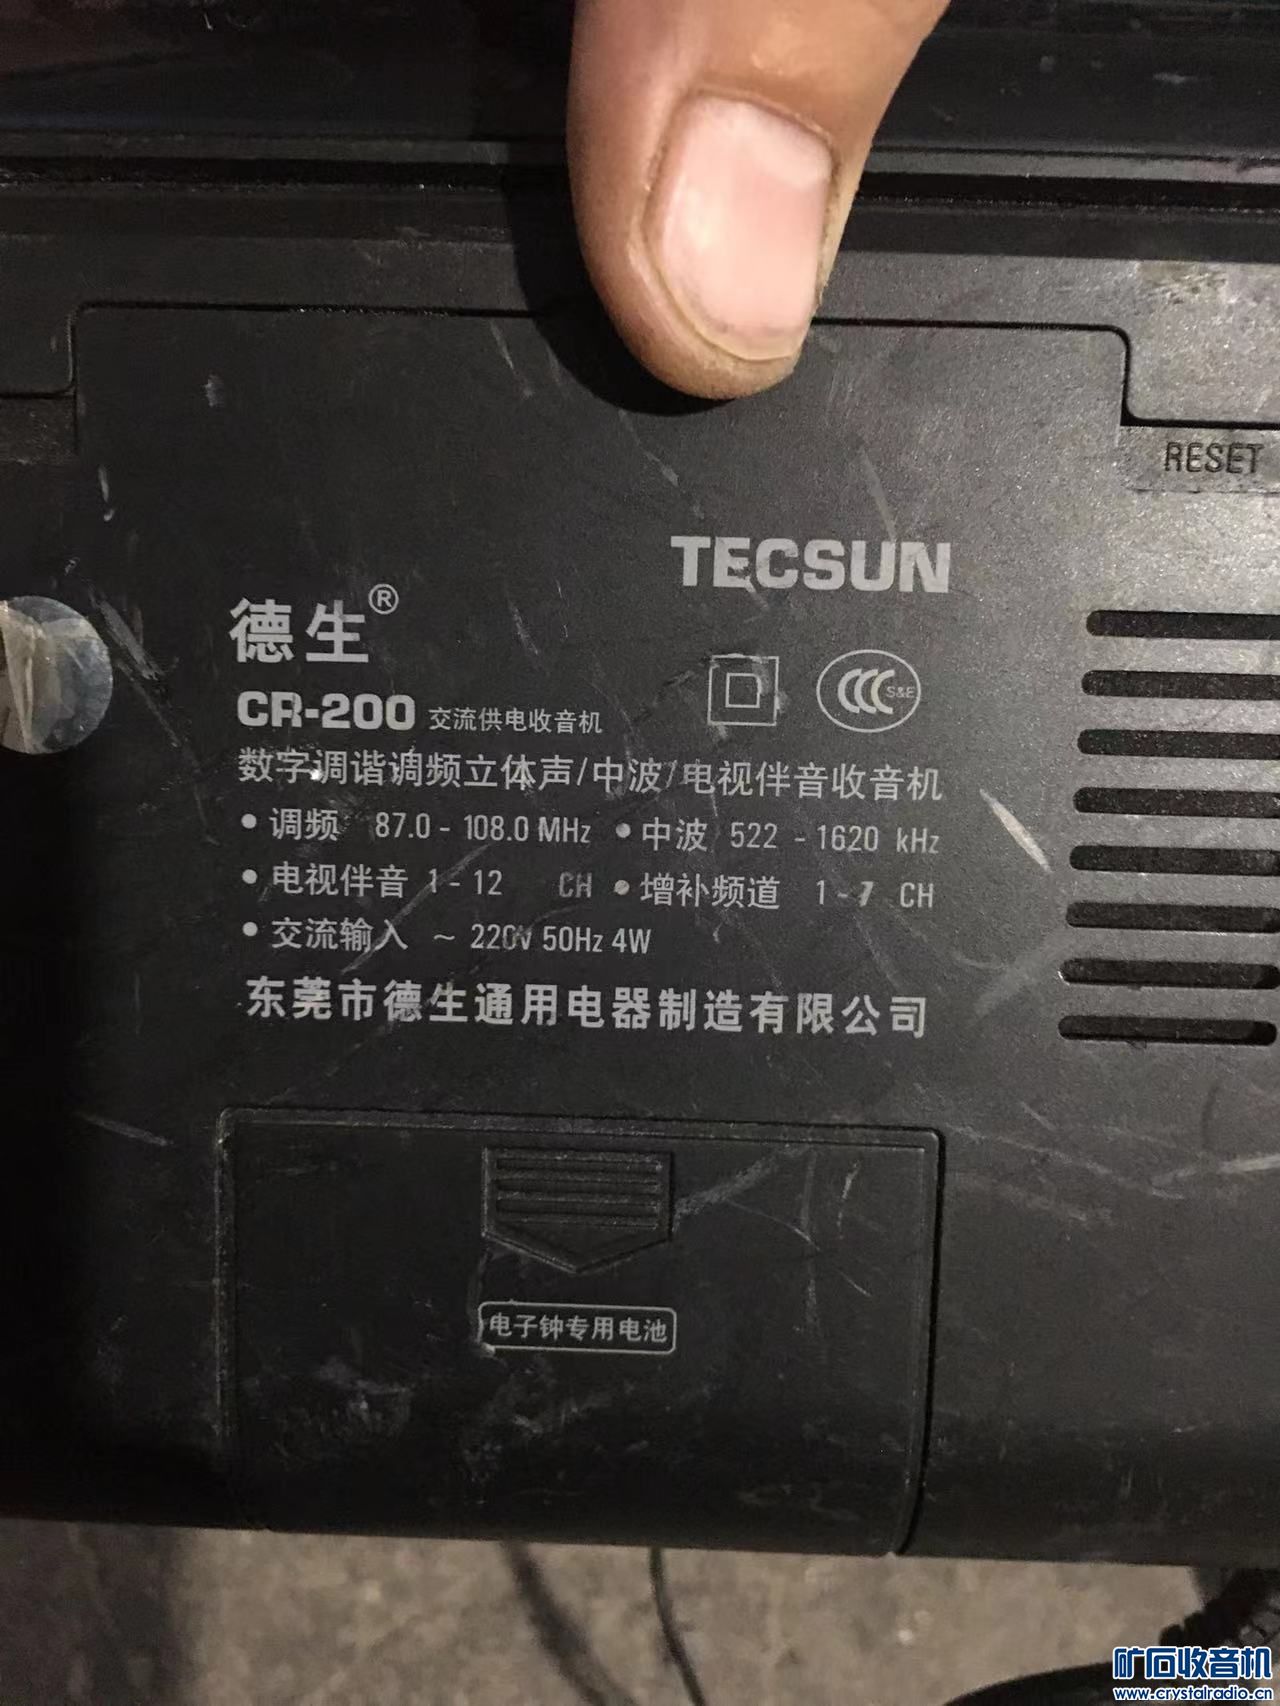 RESET
TECSUN
德生®
CCC S&E
CR-200 交流供电收音机
数字调谐调频立体声/中波/电视伴音收音机
• 调频 87.0 - 108.0 MHz • 中波 522 - 1620 kHz
• 电视伴音 1 - 12 CH • 增补频道 1 - 7 CH
• 交流输入 ~ 220V 50Hz 4W
东莞市德生通用电器制造有限公司
电子钟专用电池
矿石收音机
www.crystalradio.cn